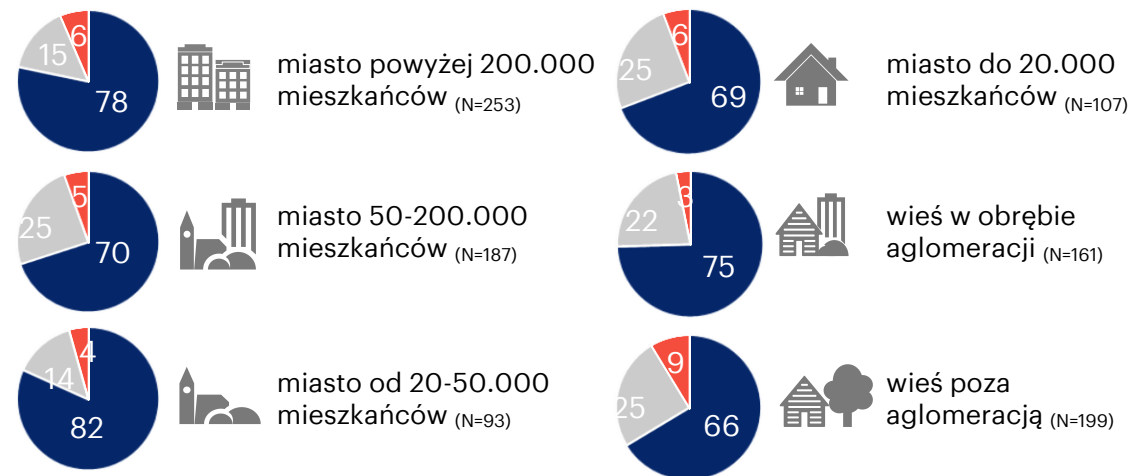 6
15
78
miasto powyżej 200.000
mieszkańców (N=253)
5
25
70
miasto 50-200.000
mieszkańców (N=187)
4
14
82
miasto od 20-50.000
mieszkańców (N=93)
6
25
69
miasto do 20.000
mieszkańców (N=107)
3
22
75
wieś w obrębie
aglomeracji (N=161)
9
25
66
wieś poza
aglomeracją (N=199)